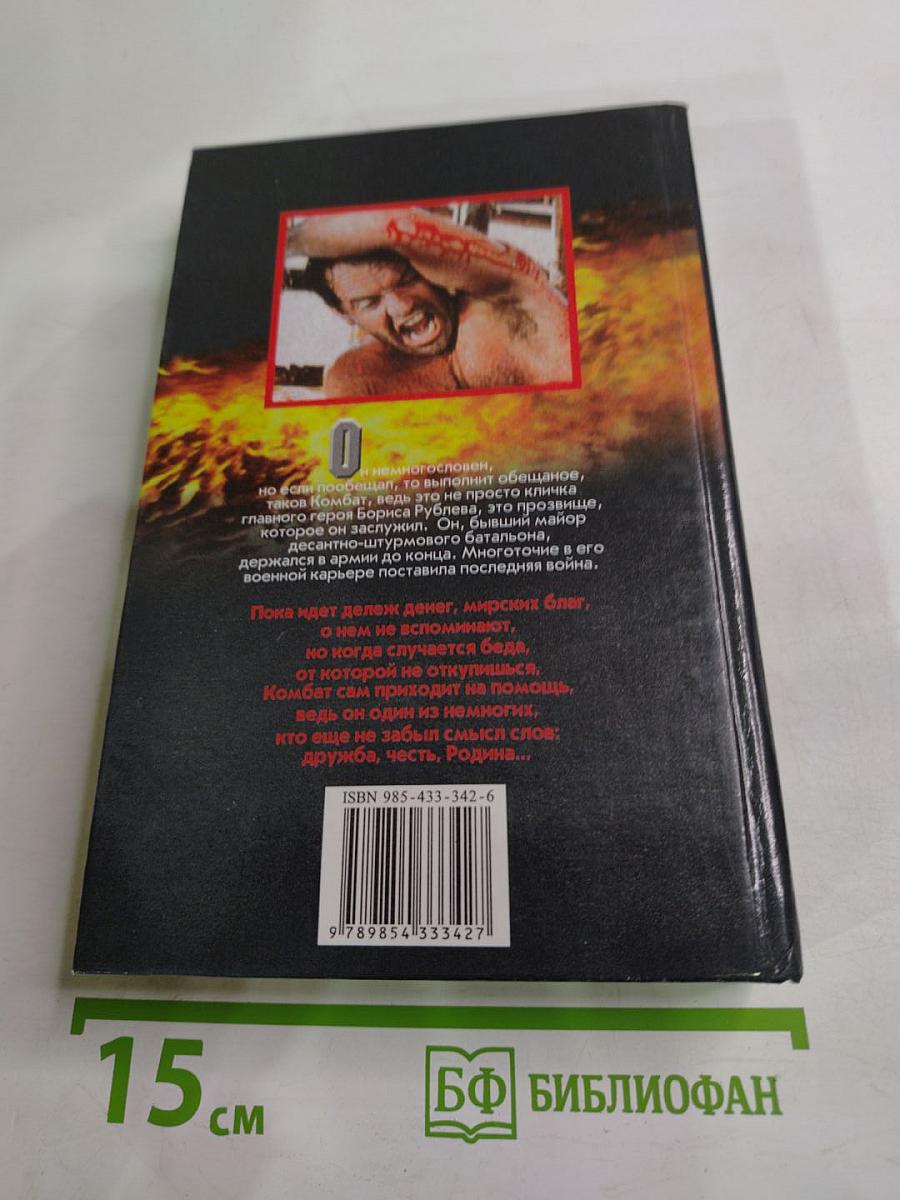 Он немногословен,
но если пообещал, то выполнит обещаное,
таков Комбат, ведь это не просто кличка
главного героя Бориса Рублева, это прозвище,
которое он заслужил. Он, бывший майор
десантно-штурмового батальона,
держался в армии до конца. Многоточие в его
военной карьере поставила последняя война.
Пока идет дележ денег, мирских благ,
о нем не вспоминают,
но когда случается беда,
от которой не откупишься,
Комбат сам приходит на помощь,
ведь он один из немногих,
кто еще не забыл смысл слов:
дружба, честь, Родина...
ISBN 985-433-342-6
9 789854 333427
15 см
БФ БИБЛИОФАН